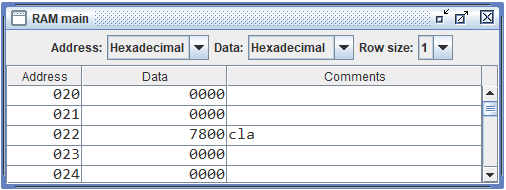 RAM main
Address: Hexadecimal Data: Hexadecimal Row size: 1
Address Data Comments
020 0000
021 0000
022 7800 cla
023 0000
024 0000